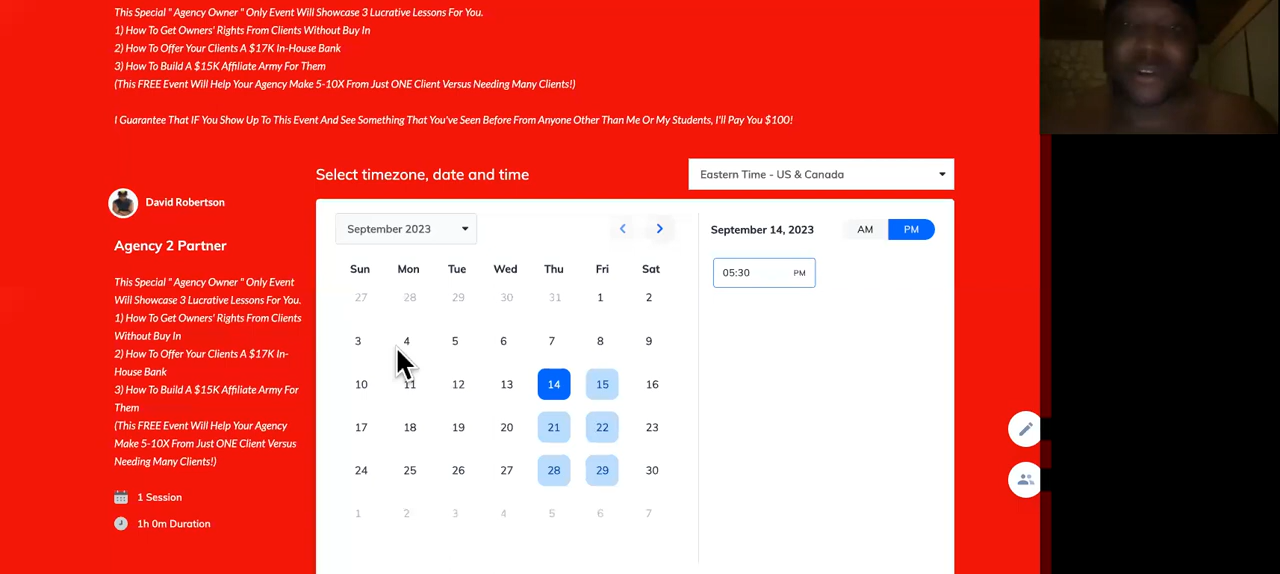 This Special " Agency Owner " Only Event Will Showcase 3 Lucrative Lessons For You.
1) How To Get Owners' Rights From Clients Without Buy In
2) How To Offer Your Clients A $17K In-House Bank
3) How To Build A $15K Affiliate Army For Them
(This FREE Event Will Help Your Agency Make 5-10X From Just ONE Client Versus Needing Many Clients!)
I Guarantee That IF You Show Up To This Event And See Something That You've Seen Before From Anyone Other Than Me Or My Students, I'll Pay You $100!
Select timezone, date and time
Eastern Time - US & Canada
David Robertson
Agency 2 Partner
This Special " Agency Owner " Only Event
Will Showcase 3 Lucrative Lessons For You.
1) How To Get Owners' Rights From Clients
Without Buy In
2) How To Offer Your Clients A $17K In-
House Bank
3) How To Build A $15K Affiliate Army For
Them
(This FREE Event Will Help Your Agency
Make 5-10X From Just ONE Client Versus
Needing Many Clients!)
1 Session
1h 0m Duration
September 2023
Sun Mon Tue Wed Thu Fri Sat
27 28 29 30 31 1 2
3 4 5 6 7 8 9
10 11 12 13 14 15 16
17 18 19 20 21 22 23
24 25 26 27 28 29 30
1 2 3 4 5 6 7
September 14, 2023
AM PM
05:30 PM